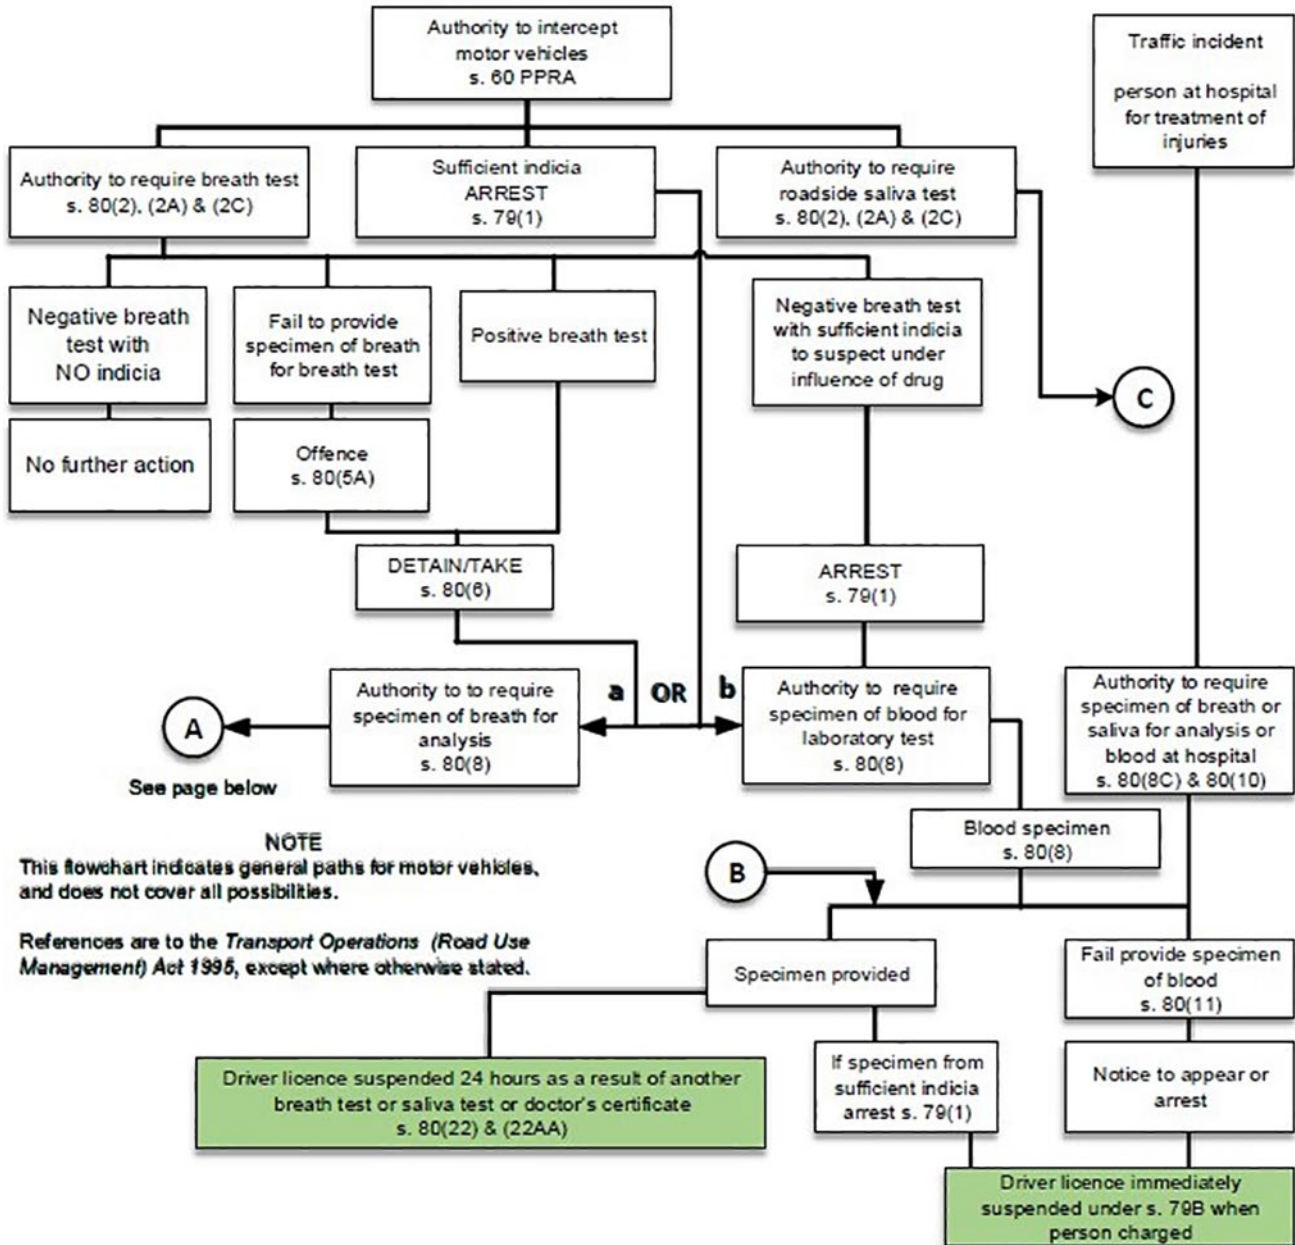 Authority to intercept
motor vehicles
s. 60 PPRA
Traffic incident
person at hospital
for treatment of
injuries
Authority to require breath test
s. 80(2), (2A) & (2C)
Sufficient indicia
ARREST
s. 79(1)
Authority to require
roadside saliva test
s. 80(2), (2A) & (2C)
Negative breath
test with
NO indicia
Fail to provide
specimen of breath
for breath test
Positive breath test
Negative breath test
with sufficient indicia
to suspect under
influence of drug
C
No further action
Offence
s. 80(5A)
DETAIN/TAKE
s. 80(6)
ARREST
s. 79(1)
A
See page below
Authority to to require
specimen of breath for
analysis
s. 80(8)
a OR b
Authority to require
specimen of blood for
laboratory test
s. 80(8)
Authority to require
specimen of breath or
saliva for analysis or
blood at hospital
s. 80(8C) & 80(10)
Blood specimen
s. 80(8)
B
NOTE
This flowchart indicates general paths for motor vehicles,
and does not cover all possibilities.
References are to the Transport Operations (Road Use
Management) Act 1995, except where otherwise stated.
Specimen provided
Fail provide specimen
of blood
s. 80(11)
Driver licence suspended 24 hours as a result of another
breath test or saliva test or doctor's certificate
s. 80(22) & (22AA)
If specimen from
sufficient indicia
arrest s. 79(1)
Notice to appear or
arrest
Driver licence immediately
suspended under s. 79B when
person charged